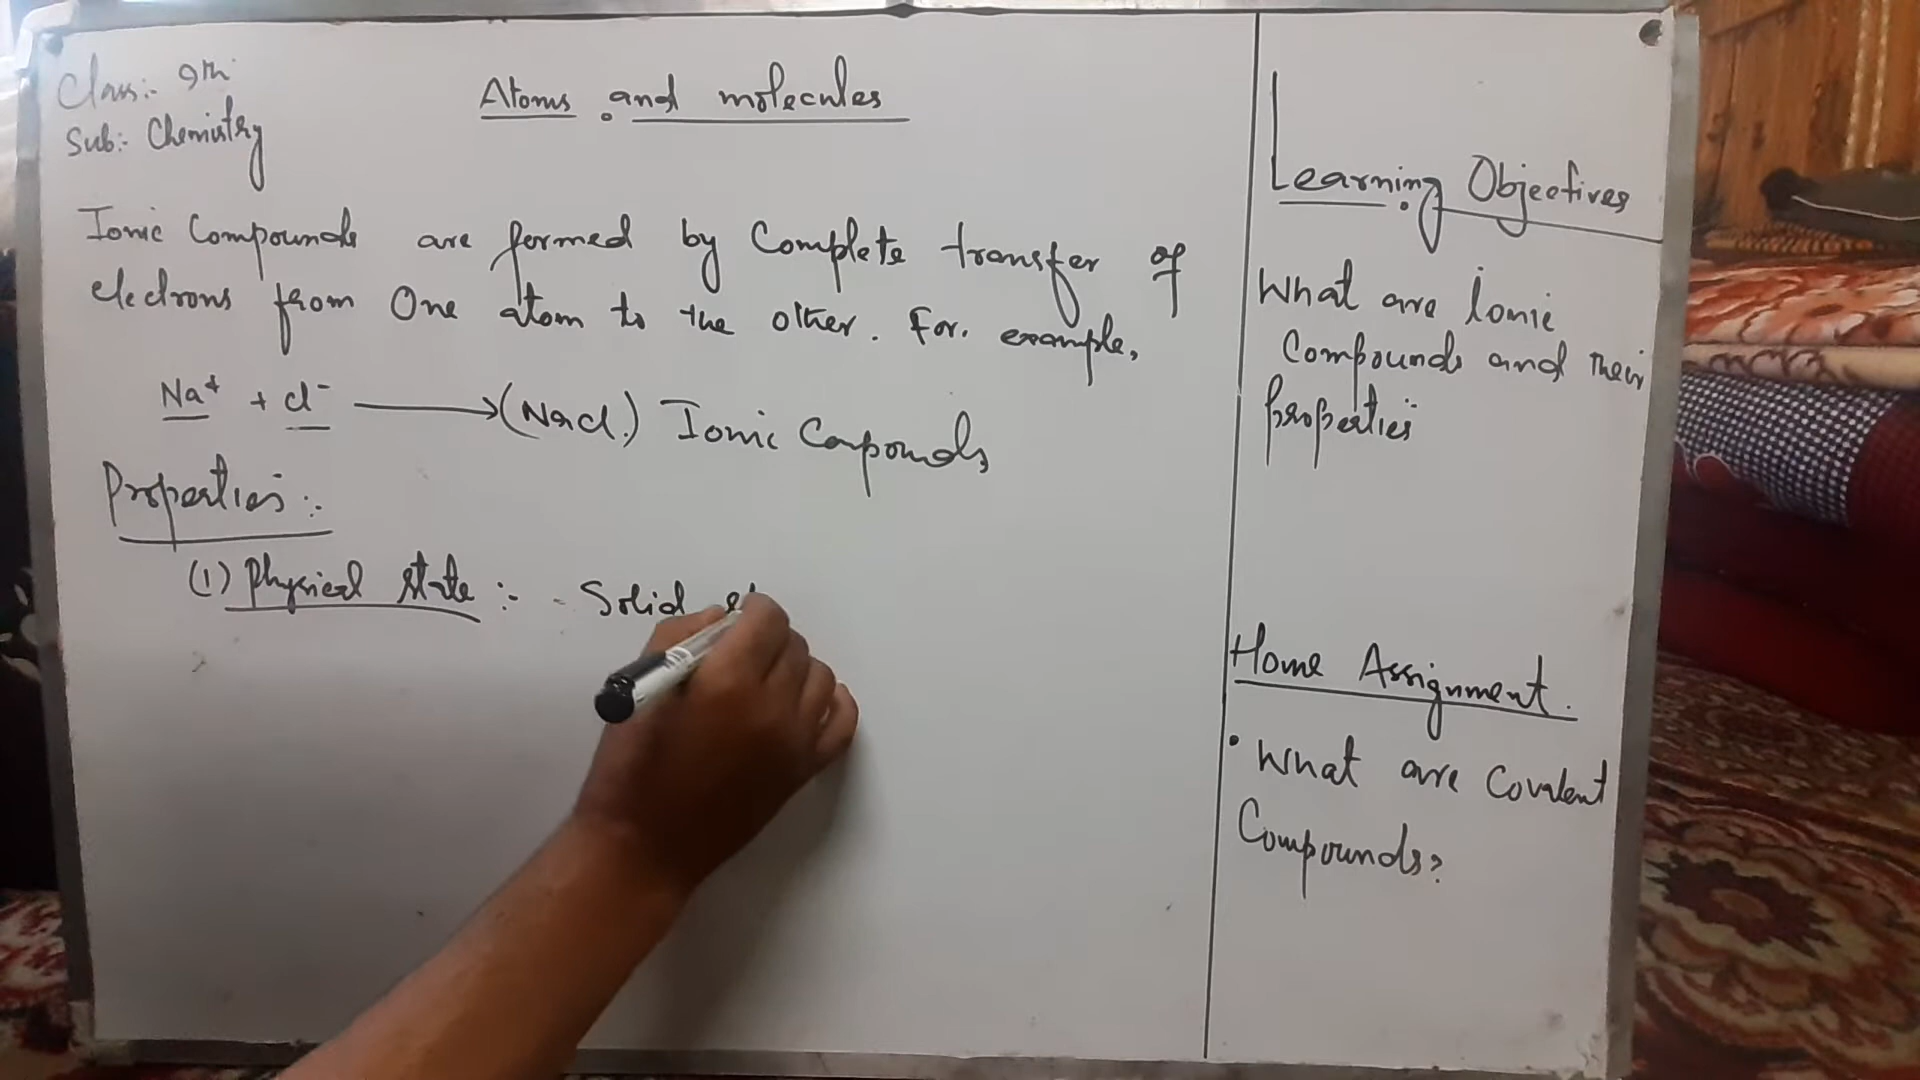 Class:- 9th
Sub:- Chemistry
Atoms and molecules
Ionic Compounds are formed by Complete transfer of
electrons from One atom to the other. For. example,
Na⁺ + Cl⁻ ⟶ (NaCl.) Ionic Compounds
Properties:-
(1) Physical state :- Solid
Learning Objectives
What are Ionic
Compounds and their
properties
Home Assignment.
• What are Covalent
Compounds?